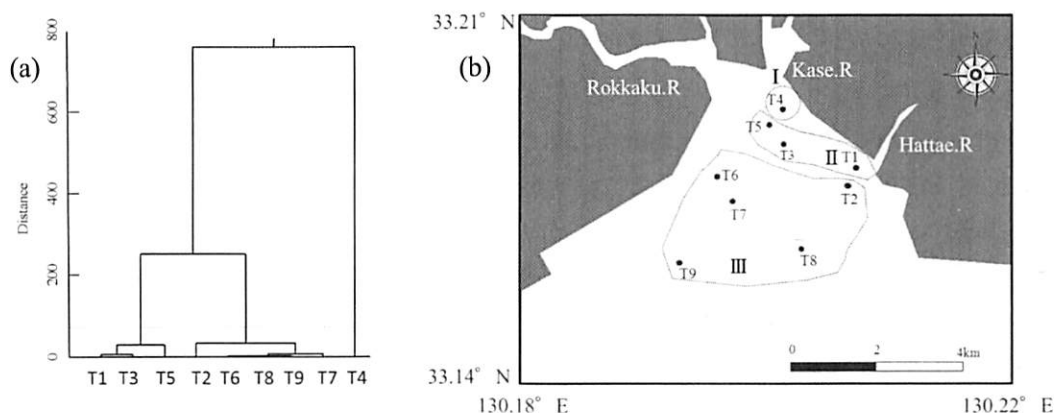 (a)
Distance
800
600
400
200
0
T1 T3 T5 T2 T6 T8 T9 T7 T4
(b)
33.21° N
33.14° N
130.18° E
130.22° E
N
Rokkaku.R
Kase.R
Hattae.R
I
T4
T5
T3
II
T1
T2
T6
T7
T8
T9
III
0 2 4km